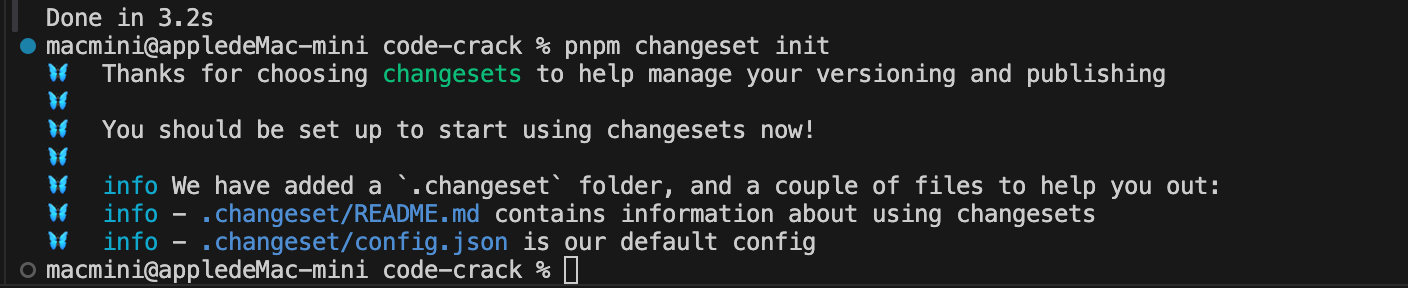 Done in 3.2s
macmini@appledeMac-mini code-crack % pnpm changeset init
🦋  Thanks for choosing changesets to help manage your versioning and publishing
🦋
🦋  You should be set up to start using changesets now!
🦋
🦋  info We have added a `.changeset` folder, and a couple of files to help you out:
🦋  info - .changeset/README.md contains information about using changesets
🦋  info - .changeset/config.json is our default config
macmini@appledeMac-mini code-crack %